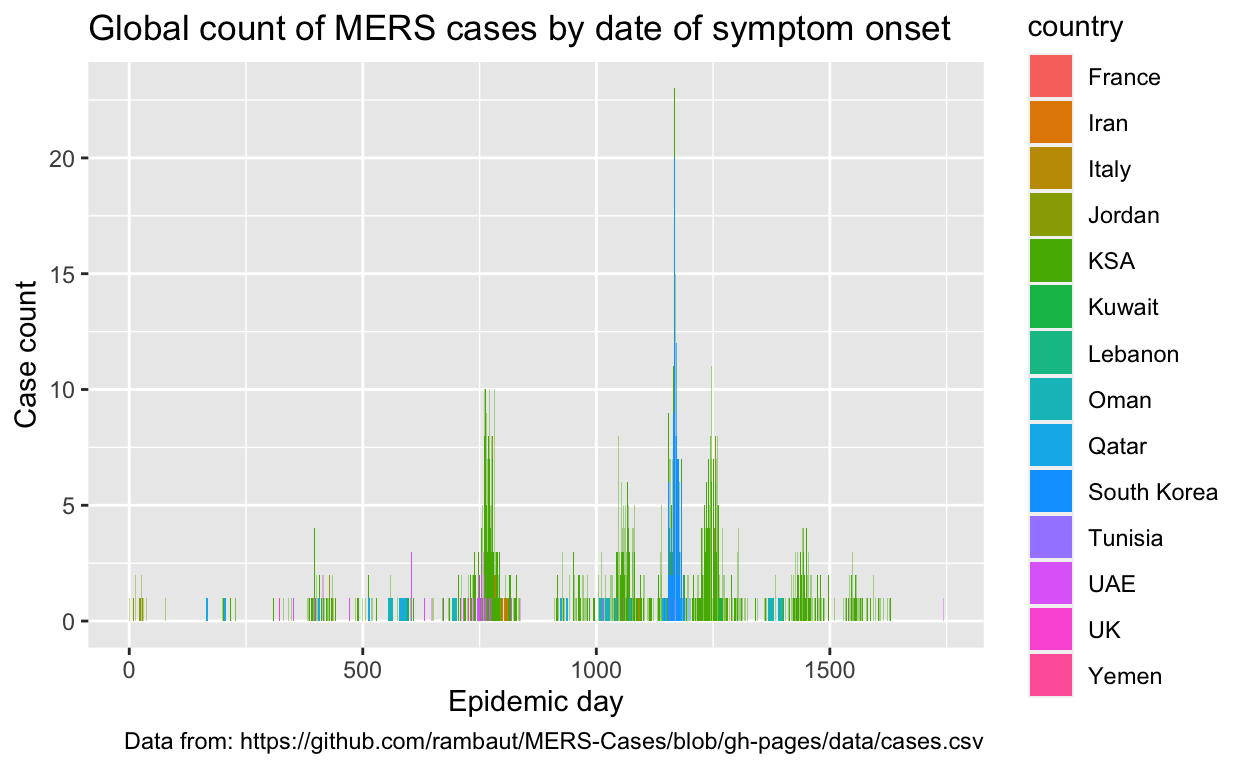 Global count of MERS cases by date of symptom onset
Case count
20
15
10
5
0
0 500 1000 1500
Epidemic day
Data from: https://github.com/rambaut/MERS-Cases/blob/gh-pages/data/cases.csv
country
France
Iran
Italy
Jordan
KSA
Kuwait
Lebanon
Oman
Qatar
South Korea
Tunisia
UAE
UK
Yemen